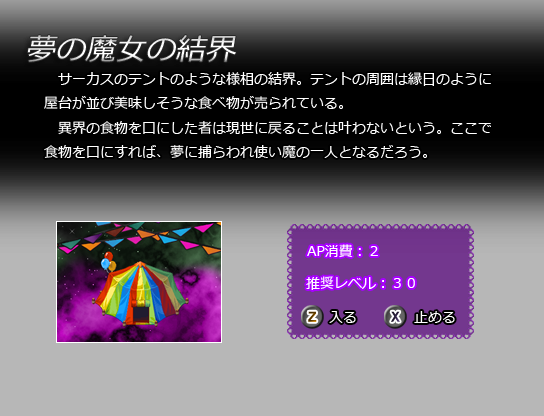 夢の魔女の結界
サーカスのテントのような様相の結界。テントの周囲は縁日のように
屋台が並び美味しそうな食べ物が売られている。
異界の食物を口にした者は現世に戻ることは叶わないという。ここで
食物を口にすれば、夢に捕らわれ使い魔の一人となるだろう。
AP消費：２
推奨レベル：３０
Z 入る X 止める